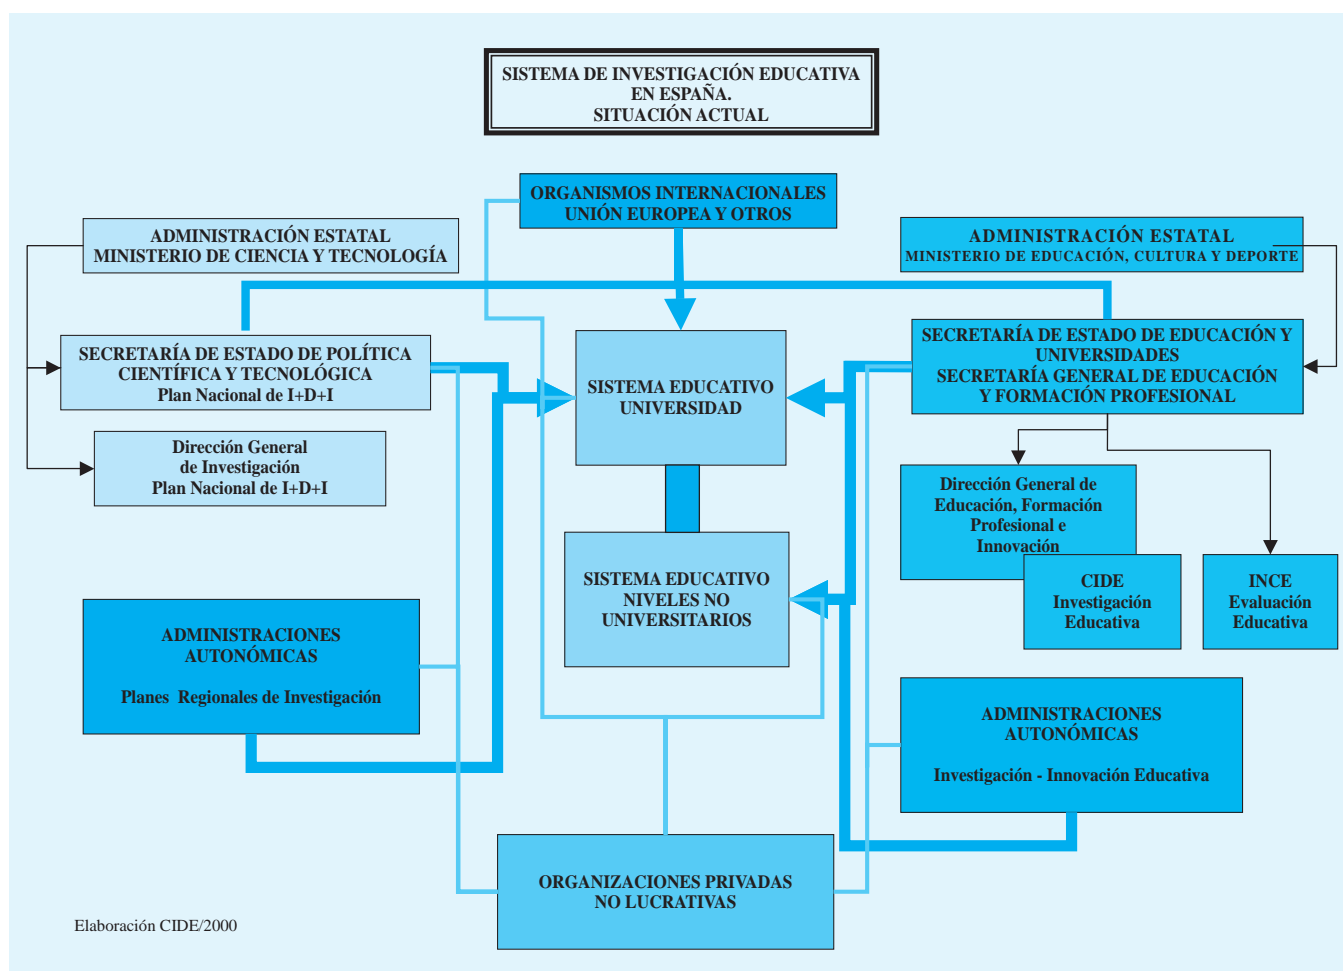 SISTEMA DE INVESTIGACIÓN EDUCATIVA
EN ESPAÑA.
SITUACIÓN ACTUAL
ORGANISMOS INTERNACIONALES
UNIÓN EUROPEA Y OTROS
ADMINISTRACIÓN ESTATAL
MINISTERIO DE CIENCIA Y TECNOLOGÍA
ADMINISTRACIÓN ESTATAL
MINISTERIO DE EDUCACIÓN, CULTURA Y DEPORTE
SECRETARÍA DE ESTADO DE POLÍTICA
CIENTÍFICA Y TECNOLÓGICA
Plan Nacional de I+D+I
SISTEMA EDUCATIVO
UNIVERSIDAD
SECRETARÍA DE ESTADO DE EDUCACIÓN Y
UNIVERSIDADES
SECRETARÍA GENERAL DE EDUCACIÓN
Y FORMACIÓN PROFESIONAL
Dirección General
de Investigación
Plan Nacional de I+D+I
Dirección General de
Educación, Formación
Profesional e
Innovación
SISTEMA EDUCATIVO
NIVELES NO
UNIVERSITARIOS
CIDE
Investigación
Educativa
INCE
Evaluación
Educativa
ADMINISTRACIONES
AUTONÓMICAS
Planes Regionales de Investigación
ADMINISTRACIONES
AUTONÓMICAS
Investigación - Innovación Educativa
ORGANIZACIONES PRIVADAS
NO LUCRATIVAS
Elaboración CIDE/2000